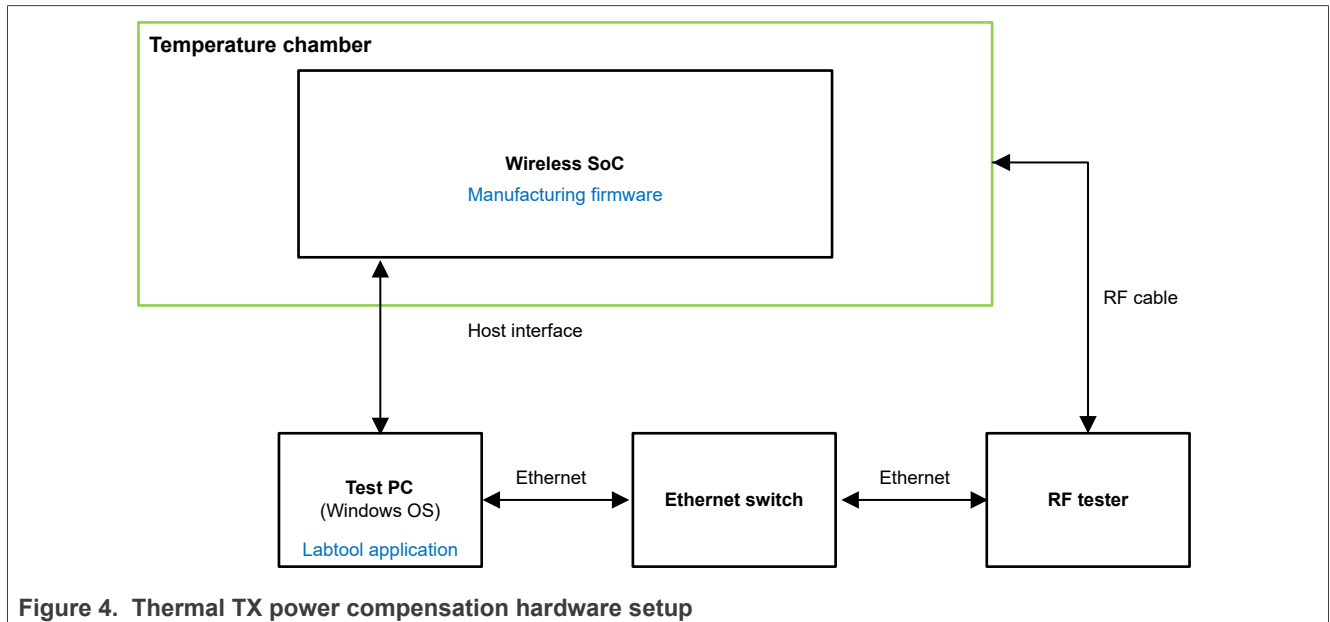 Temperature chamber
Wireless SoC
Manufacturing firmware
RF cable
Host interface
Test PC
(Windows OS)
Labtool application
Ethernet
Ethernet switch
Ethernet
RF tester
Figure 4. Thermal TX power compensation hardware setup